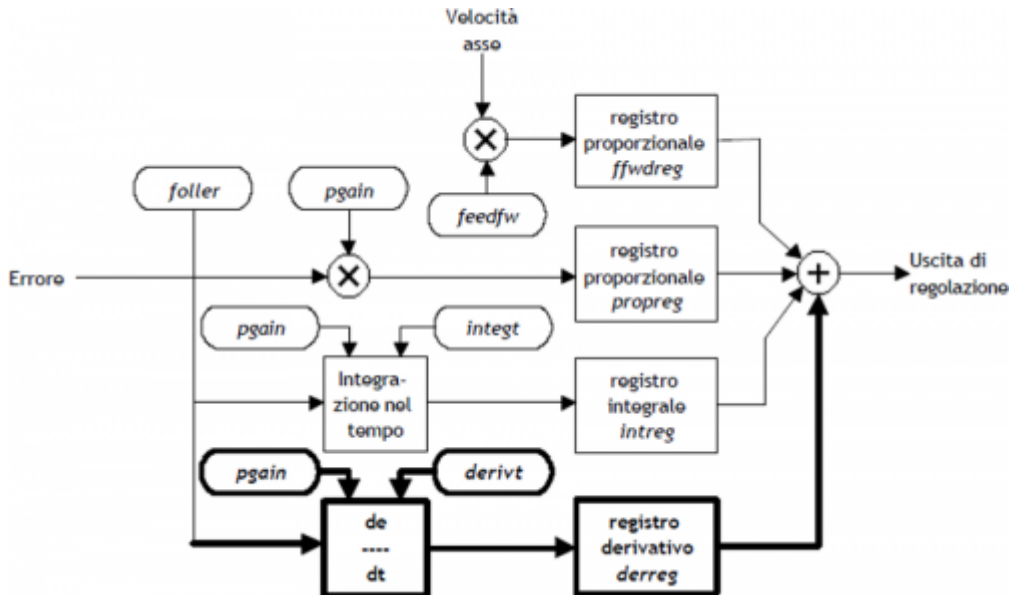 Velocità
asse
registro
proporzionale
ffwdreg
foller
pgain
feedfw
registro
proporzionale
propreg
Errore
Uscita di
regolazione
pgain
integt
Integra-
zione nel
tempo
registro
integrale
intreg
pgain
derivt
de
----
dt
registro
derivativo
derreg